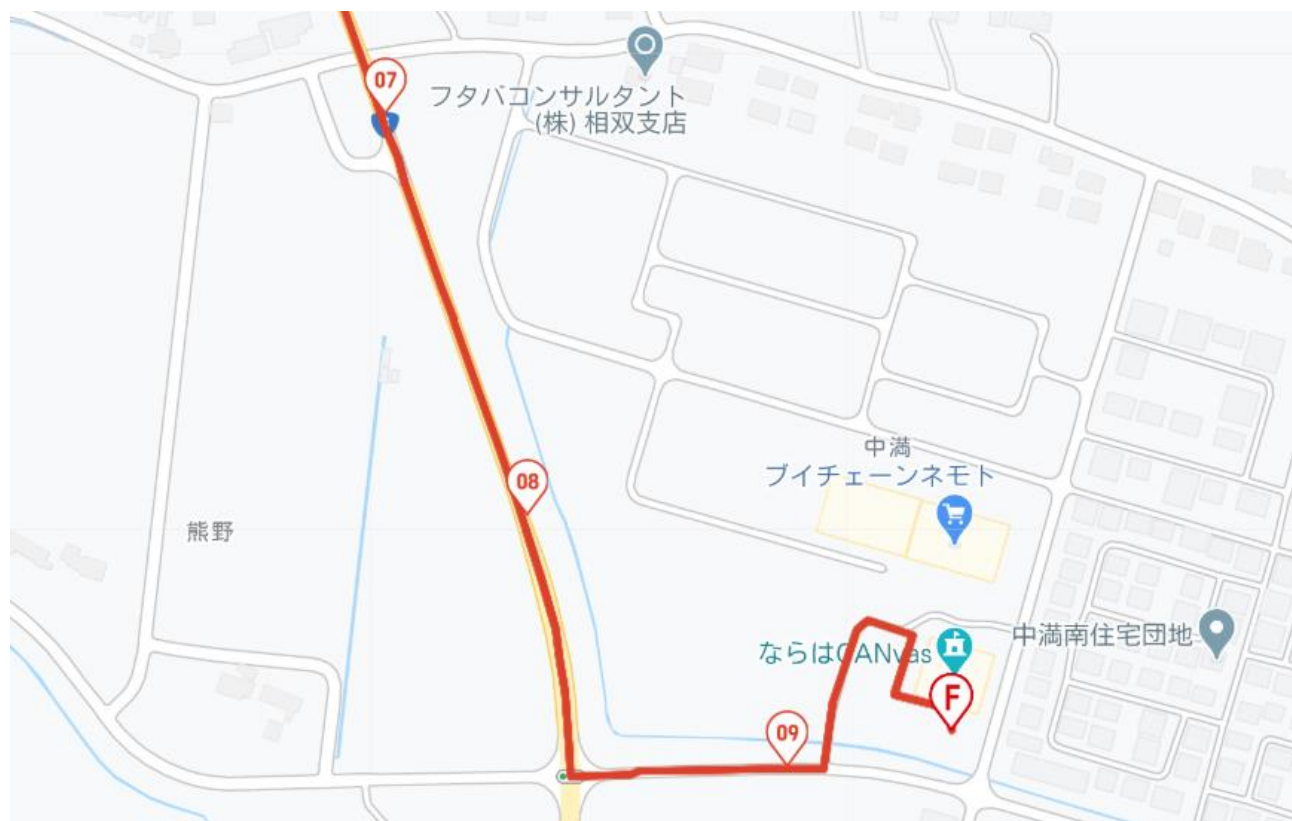 07
フタバコンサルタント
(株) 相双支店
中満
ブイチェーンネモト
08
熊野
ならはCANvas
中満南住宅団地
F
09